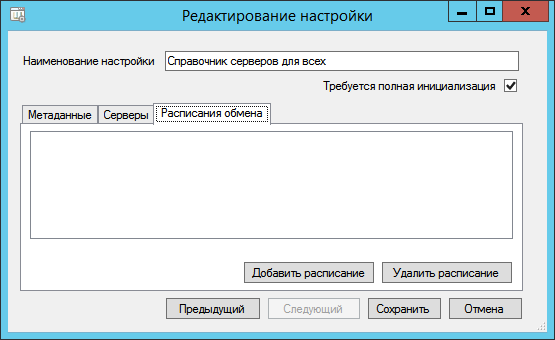 Редактирование настройки
Наименование настройки Справочник серверов для всех
Требуется полная инициализация
Метаданные Серверы Расписания обмена
Добавить расписание Удалить расписание
Предыдущий Следующий Сохранить Отмена